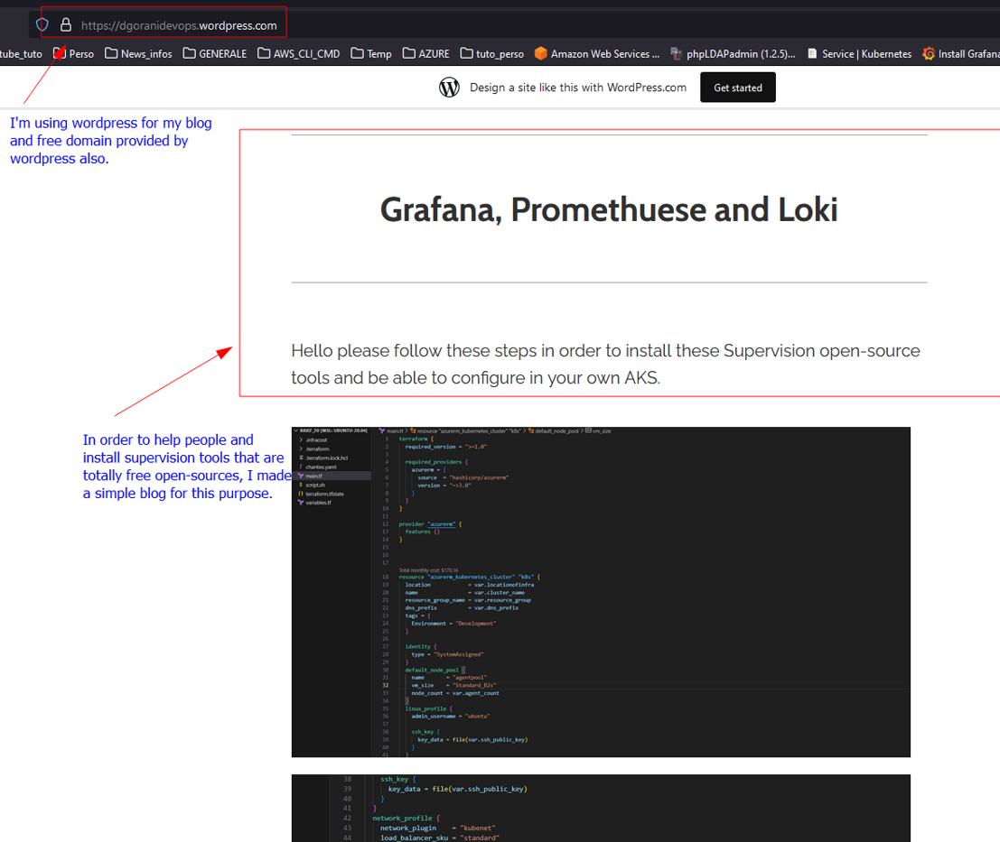 https://dgoranidevops.wordpress.com
tube_tuto Perso News_infos GENERALE AWS_CLI_CMD Temp AZURE tuto_perso Amazon Web Services ... phpLDAPadmin (1.2.5)... Service | Kubernetes Install Grafana
Design a site like this with WordPress.com Get started
I'm using wordpress for my blog
and free domain provided by
wordpress also.
Grafana, Promethuese and Loki
Hello please follow these steps in order to install these Supervision open-source
tools and be able to configure in your own AKS.
In order to help people and
install supervision tools that are
totally free open-sources, I made
a simple blog for this purpose.
BRIEF_20 [WSL: UBUNTU-20.04]
.infracost
.terraform
.terraform.lock.hcl
chantex.yaml
main.tf
script.sh
terraform.tfstate
variables.tf
main.tf > resource "azurerm_kubernetes_cluster" "k8s" > default_node_pool > vm_size
1 terraform {
2 required_version = ">=1.0"
3
4 required_providers {
5 azurerm = {
6 source = "hashicorp/azurerm"
7 version = "~>3.0"
8 }
9 }
10 }
11
12 provider "azurerm" {
13 features {}
14 }
15
16
17
Total monthly cost: $170.16
18 resource "azurerm_kubernetes_cluster" "k8s" {
19 location = var.locationofinfra
20 name = var.cluster_name
21 resource_group_name = var.resource_group
22 dns_prefix = var.dns_prefix
23 tags = {
24 Environment = "Development"
25 }
26
27 identity {
28 type = "SystemAssigned"
29 }
30 default_node_pool {
31 name = "agentpool"
32 vm_size = "Standard_B2s"
33 node_count = var.agent_count
34 }
35 linux_profile {
36 admin_username = "ubuntu"
37
38 ssh_key {
39 key_data = file(var.ssh_public_key)
40 }
41 }
38 ssh_key {
39 key_data = file(var.ssh_public_key)
40 }
41 }
42 network_profile {
43 network_plugin = "kubenet"
44 load_balancer_sku = "standard"